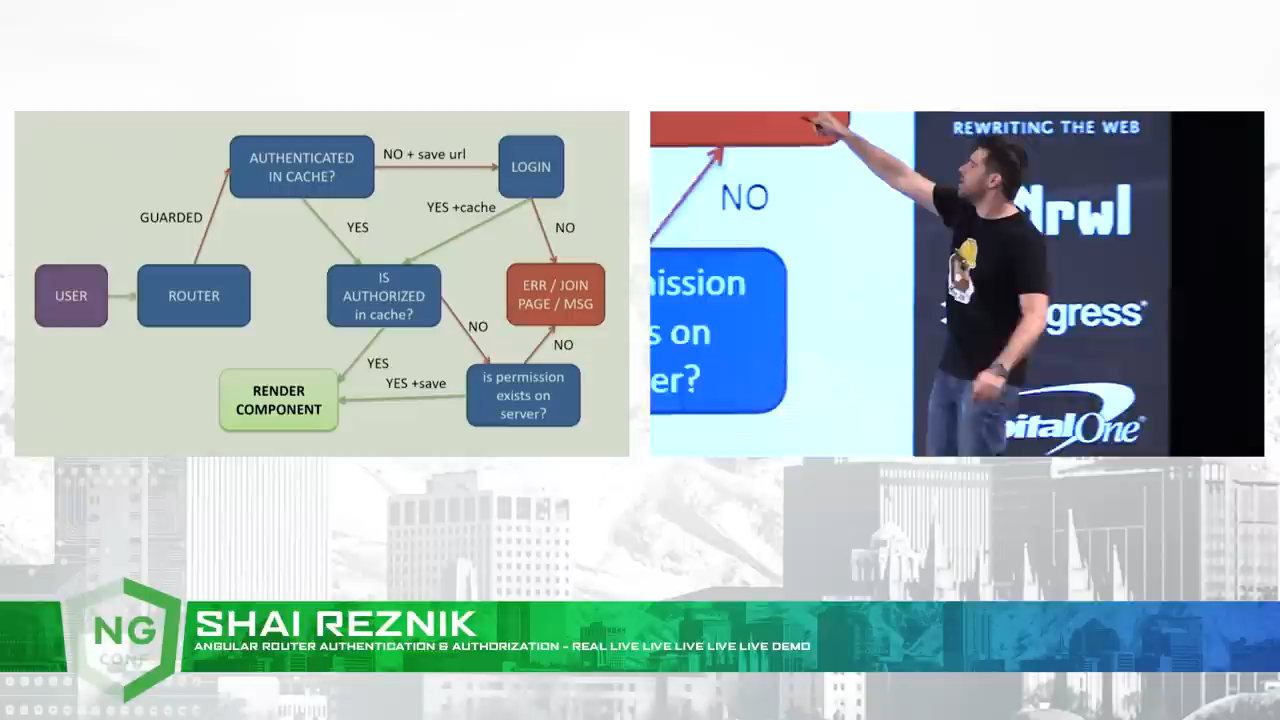 AUTHENTICATED
IN CACHE?
NO + save url
LOGIN
GUARDED
YES
YES +cache
NO
USER
ROUTER
IS
AUTHORIZED
in cache?
ERR / JOIN
PAGE / MSG
NO
NO
YES
YES +save
RENDER
COMPONENT
is permission
exists on
server?
REWRITING THE WEB
NO
Nrwl
ission
s on
er?
gress
pitalOne
NG
CONF
SHAI REZNIK
ANGULAR ROUTER AUTHENTICATION & AUTHORIZATION - REAL LIVE LIVE LIVE LIVE LIVE DEMO